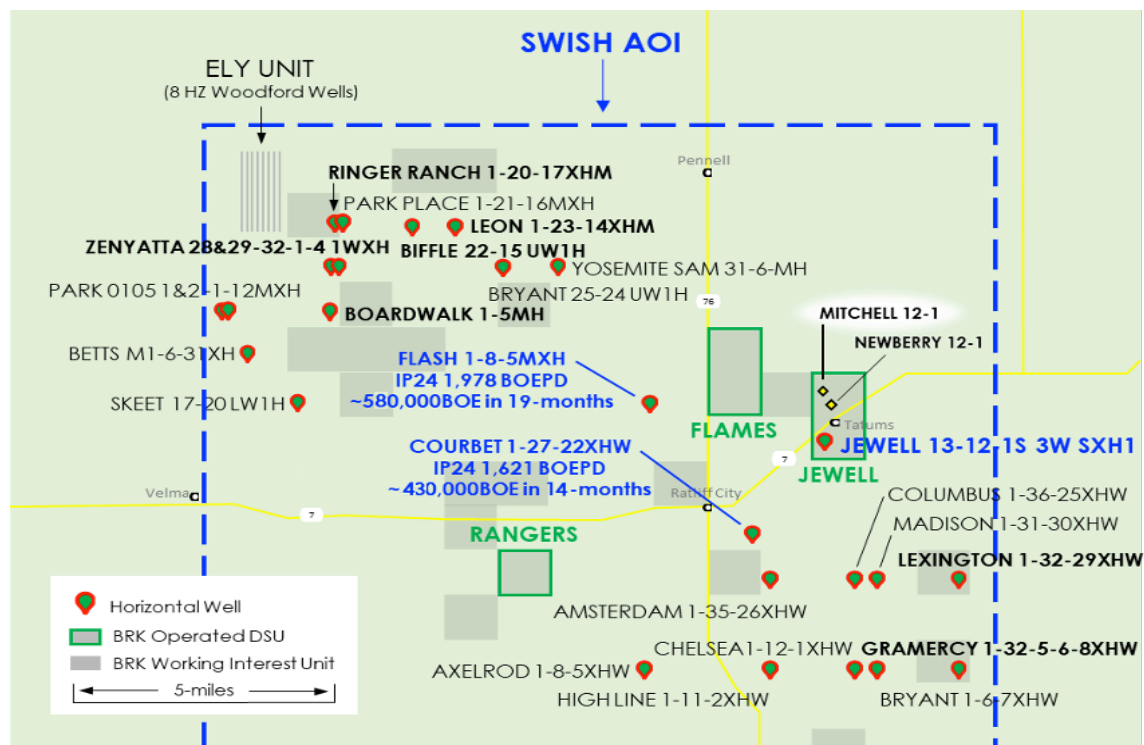 SWISH AOI
ELY UNIT
(8 HZ Woodford Wells)
Pennell
RINGER RANCH 1-20-17XHM
PARK PLACE 1-21-16MXH
LEON 1-23-14XHM
ZENYATTA 28&29-32-1-4 1WXH
BIFFLE 22-15 UW1H
YOSEMITE SAM 31-6-MH
PARK 0105 1&2-1-12MXH
BRYANT 25-24 UW1H
76
BOARDWALK 1-5MH
MITCHELL 12-1
NEWBERRY 12-1
BETTS M1-6-31XH
FLASH 1-8-5MXH
IP24 1,978 BOEPD
~580,000BOE in 19-months
SKEET 17-20 LW1H
FLAMES
Tatums
COURBET 1-27-22XHW
IP24 1,621 BOEPD
~430,000BOE in 14-months
JEWELL 13-12-1S 3W SXH1
7
JEWELL
Velma
Ratliff City
COLUMBUS 1-36-25XHW
7
MADISON 1-31-30XHW
RANGERS
LEXINGTON 1-32-29XHW
AMSTERDAM 1-35-26XHW
Horizontal Well
BRK Operated DSU
BRK Working Interest Unit
5-miles
CHELSEA1-12-1XHW
GRAMERCY 1-32-5-6-8XHW
AXELROD 1-8-5XHW
HIGH LINE 1-11-2XHW
BRYANT 1-6-7XHW